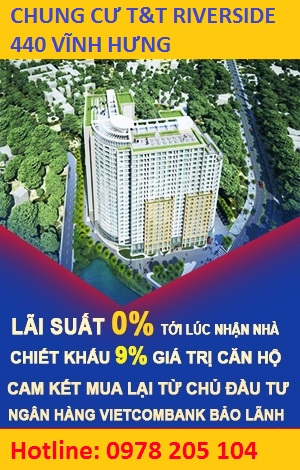 CHUNG CƯ T&T RIVERSIDE
440 VĨNH HƯNG
LÃI SUẤT 0% TỚI LÚC NHẬN NHÀ
CHIẾT KHẤU 9% GIÁ TRỊ CĂN HỘ
CAM KẾT MUA LẠI TỪ CHỦ ĐẦU TƯ
NGÂN HÀNG VIETCOMBANK BẢO LÃNH
Hotline: 0978 205 104